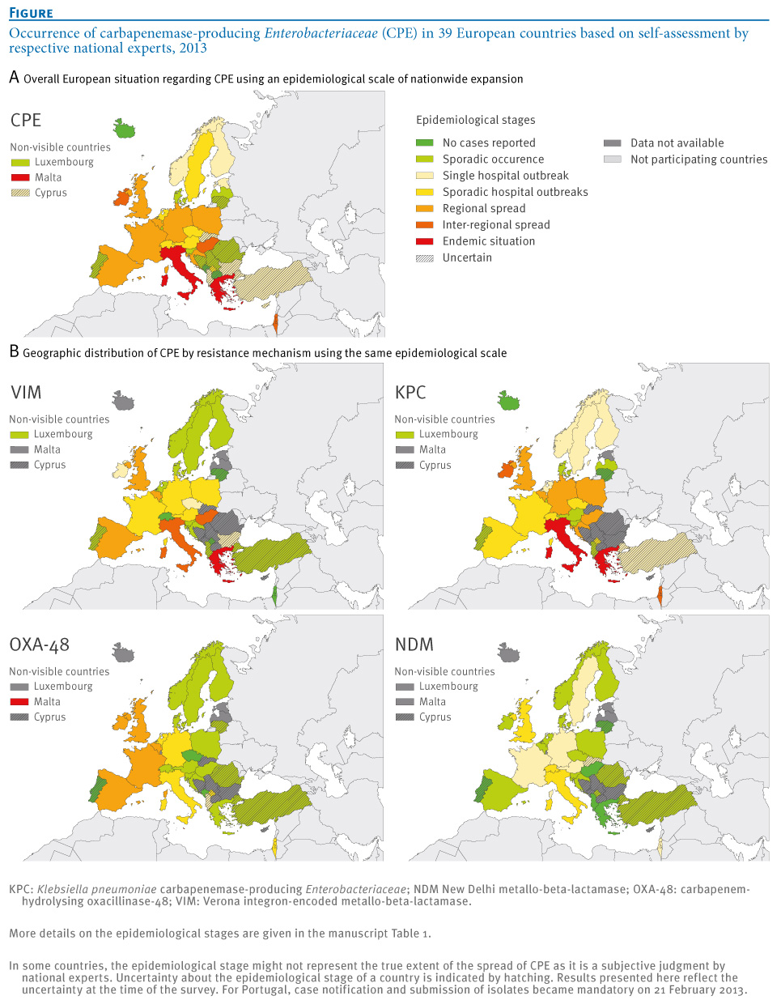 FIGURE
Occurrence of carbapenemase-producing Enterobacteriaceae (CPE) in 39 European countries based on self-assessment by
respective national experts, 2013
A Overall European situation regarding CPE using an epidemiological scale of nationwide expansion
CPE
Non-visible countries
Luxembourg
Malta
Cyprus
Epidemiological stages
No cases reported
Sporadic occurence
Single hospital outbreak
Sporadic hospital outbreaks
Regional spread
Inter-regional spread
Endemic situation
Uncertain
Data not available
Not participating countries
B Geographic distribution of CPE by resistance mechanism using the same epidemiological scale
VIM
Non-visible countries
Luxembourg
Malta
Cyprus
KPC
Non-visible countries
Luxembourg
Malta
Cyprus
OXA-48
Non-visible countries
Luxembourg
Malta
Cyprus
NDM
Non-visible countries
Luxembourg
Malta
Cyprus
KPC: Klebsiella pneumoniae carbapenemase-producing Enterobacteriaceae; NDM New Delhi metallo-beta-lactamase; OXA-48: carbapenem-
hydrolysing oxacillinase-48; VIM: Verona integron-encoded metallo-beta-lactamase.
More details on the epidemiological stages are given in the manuscript Table 1.
In some countries, the epidemiological stage might not represent the true extent of the spread of CPE as it is a subjective judgment by
national experts. Uncertainty about the epidemiological stage of a country is indicated by hatching. Results presented here reflect the
uncertainty at the time of the survey. For Portugal, case notification and submission of isolates became mandatory on 21 February 2013.